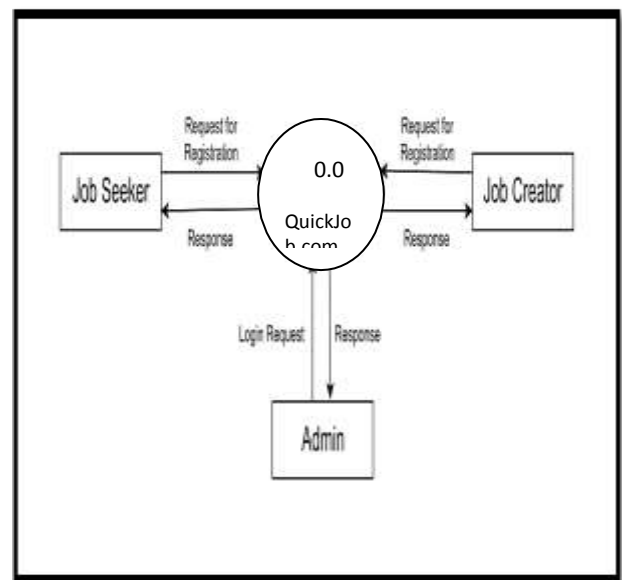 Request for
Registration
Request for
Registration
0.0
Job Seeker
Job Creator
QuickJo
b.com
Response
Response
Login Request
Response
Admin